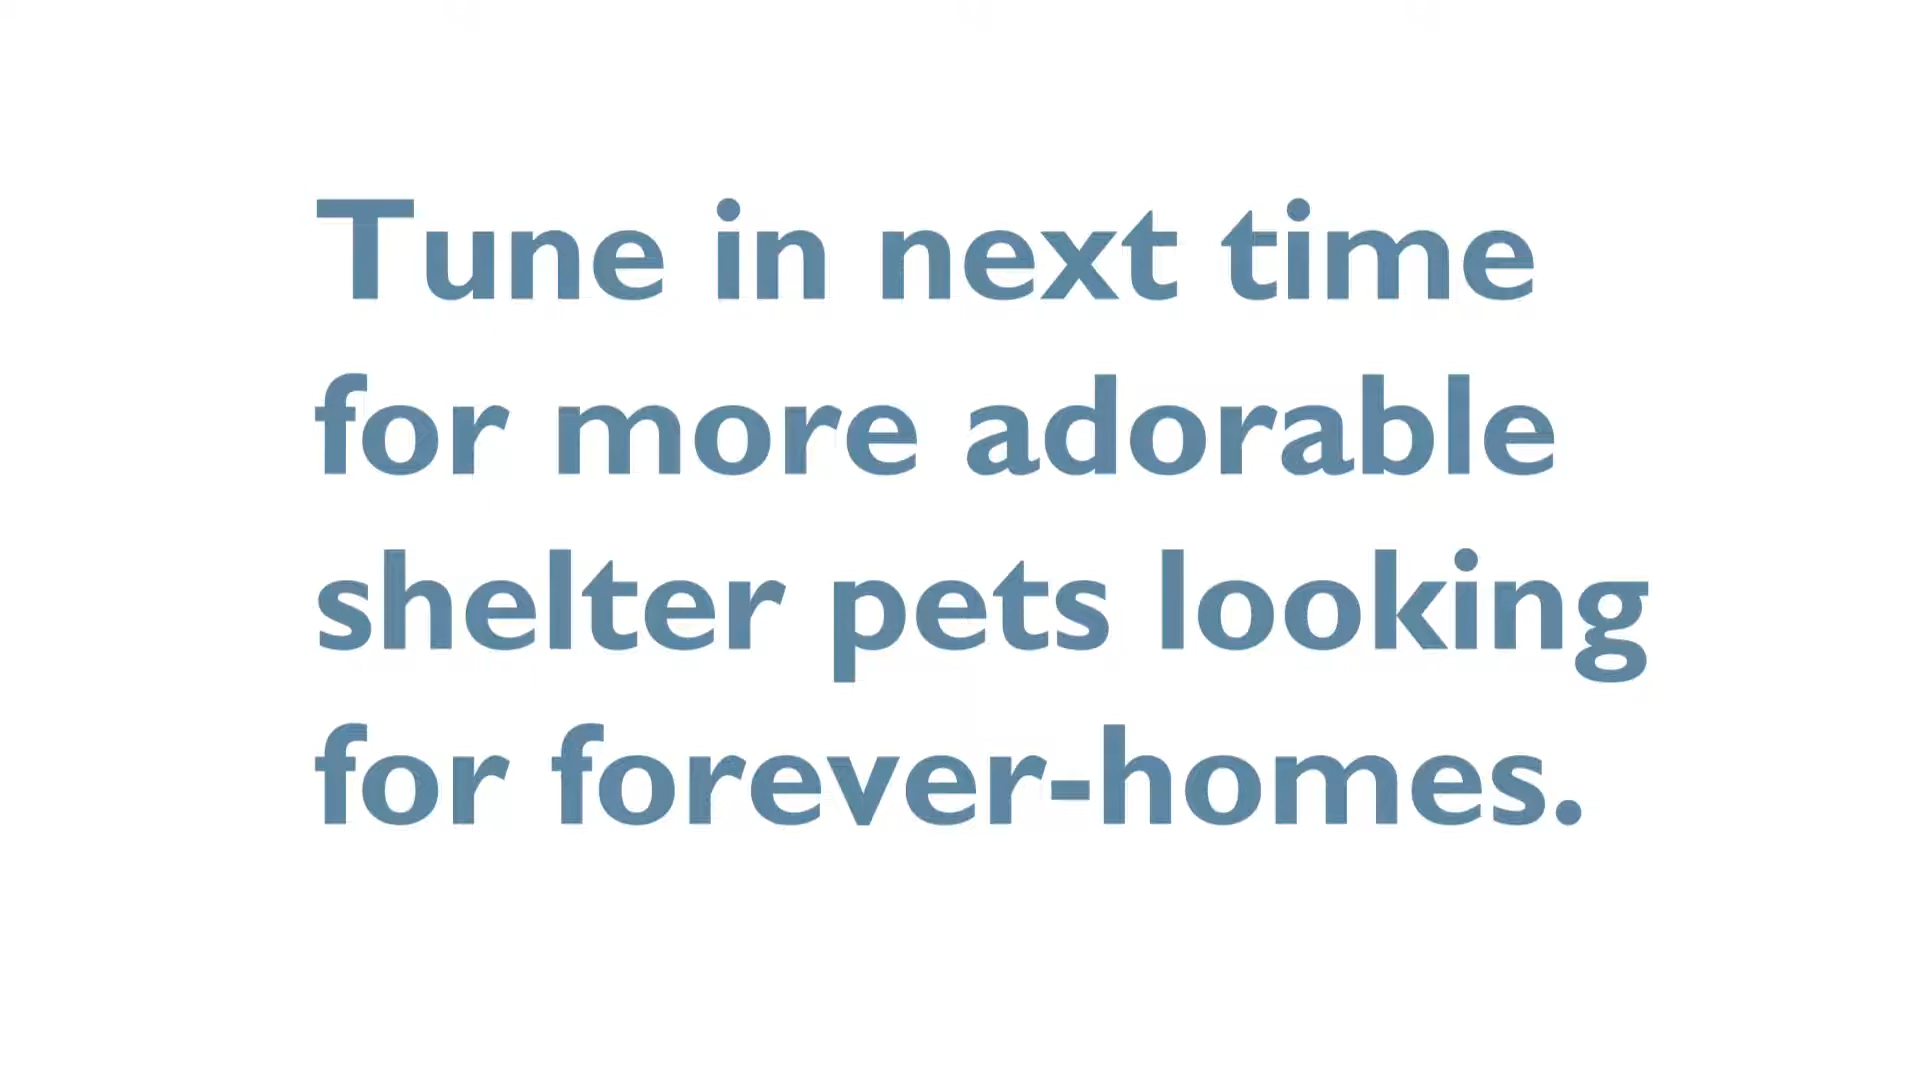 Tune in next time
for more adorable
shelter pets looking
for forever-homes.